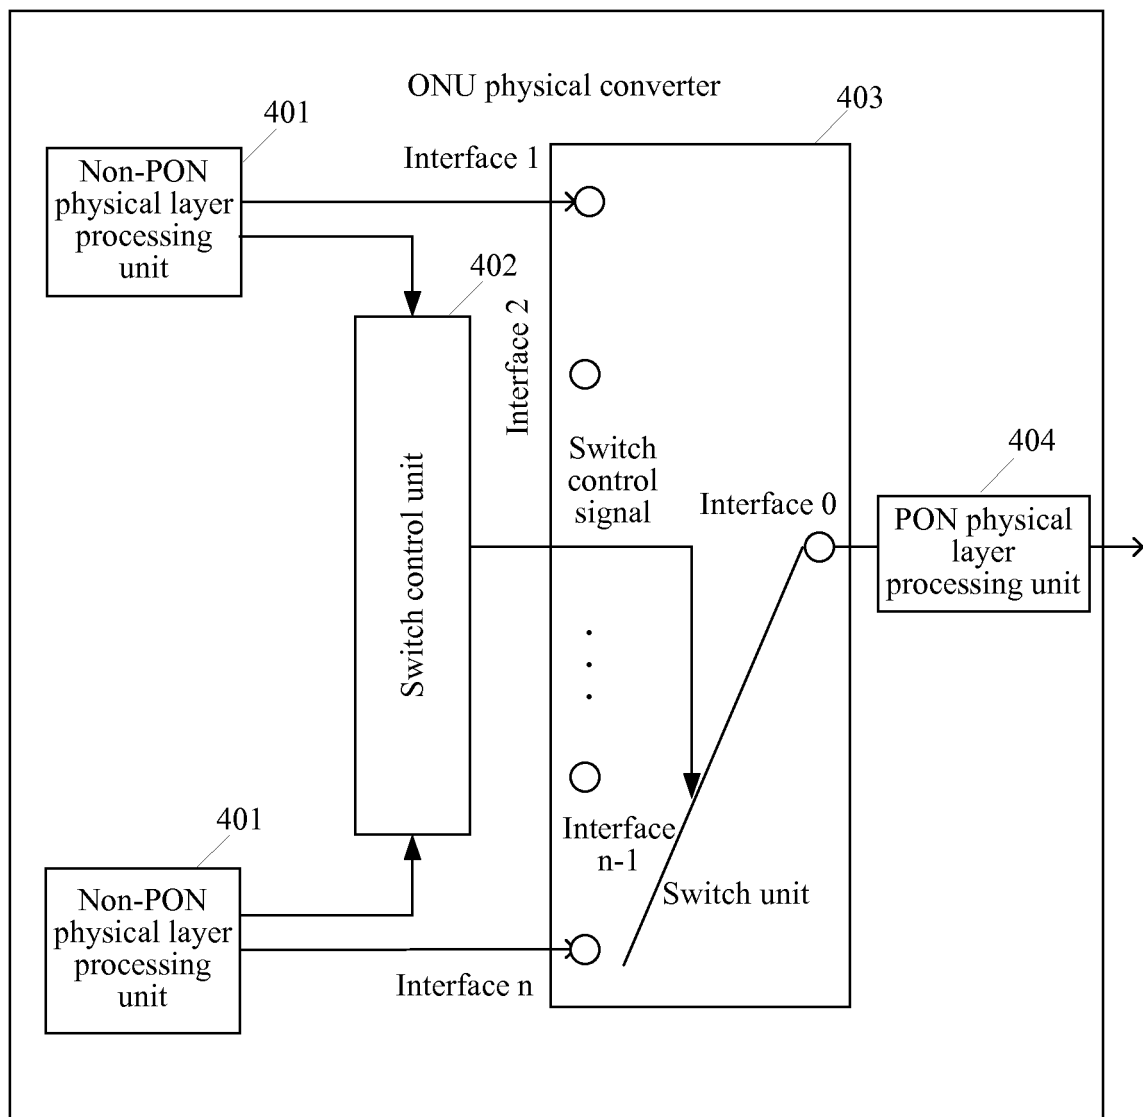 ONU physical converter
401
403
Interface 1
Non-PON
physical layer
processing
unit
402
Interface 2
Switch control unit
Switch
control
signal
404
Interface 0
PON physical
layer
processing unit
.
.
.
401
Interface
n-1
Switch unit
Non-PON
physical layer
processing
unit
Interface n